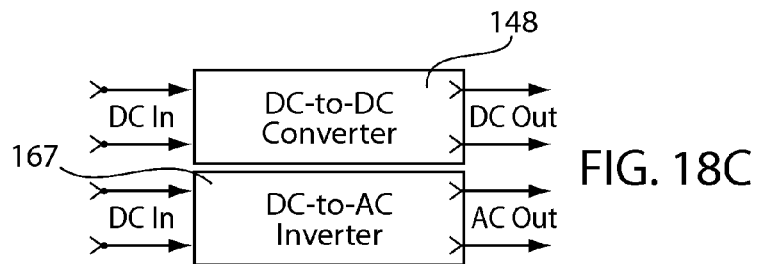 148
DC In
DC-to-DC
Converter
DC Out
167
DC In
DC-to-AC
Inverter
AC Out
FIG. 18C